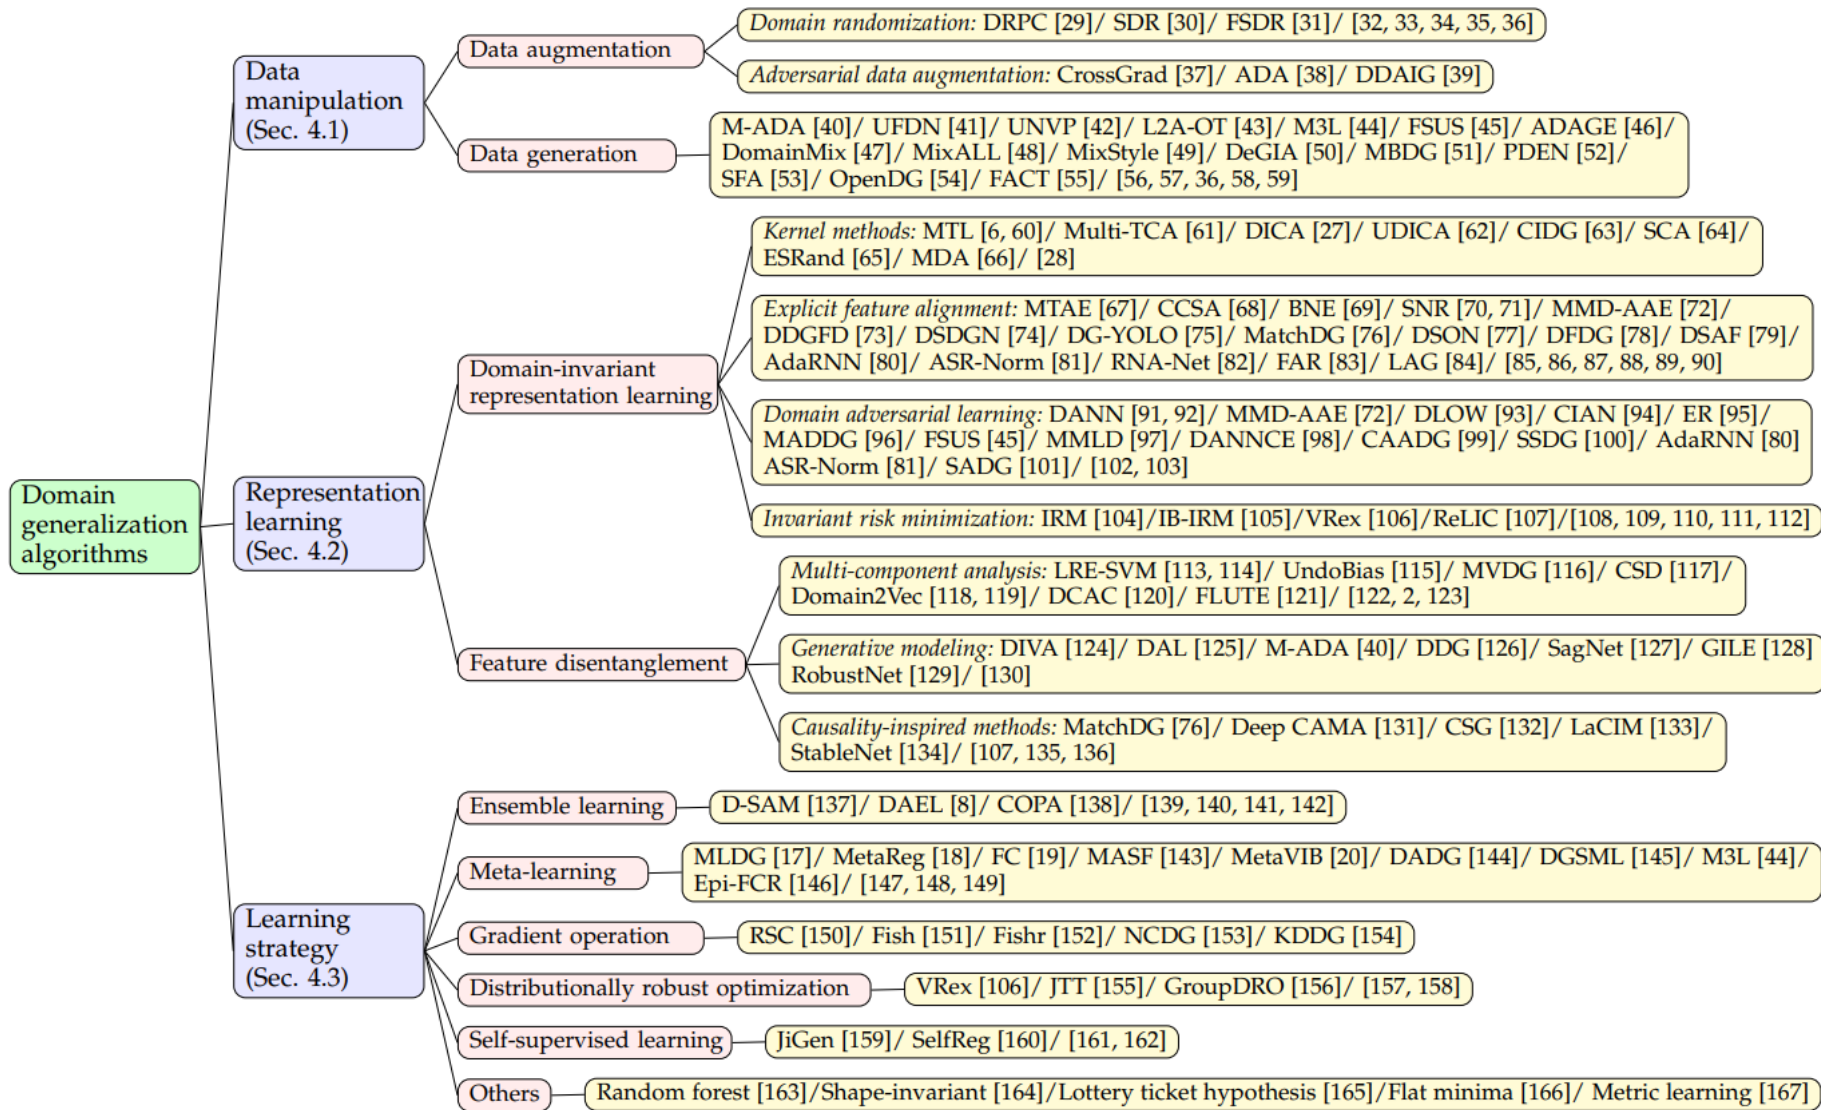 Domain
generalization
algorithms
Data
manipulation
(Sec. 4.1)
Data augmentation
Domain randomization: DRPC [29]/ SDR [30]/ FSDR [31]/ [32, 33, 34, 35, 36]
Adversarial data augmentation: CrossGrad [37]/ ADA [38]/ DDAIG [39]
Data generation
M-ADA [40]/ UFDN [41]/ UNVP [42]/ L2A-OT [43]/ M3L [44]/ FSUS [45]/ ADAGE [46]/
DomainMix [47]/ MixALL [48]/ MixStyle [49]/ DeGIA [50]/ MBDG [51]/ PDEN [52]/
SFA [53]/ OpenDG [54]/ FACT [55]/ [56, 57, 36, 58, 59]
Representation
learning
(Sec. 4.2)
Domain-invariant
representation learning
Kernel methods: MTL [6, 60]/ Multi-TCA [61]/ DICA [27]/ UDICA [62]/ CIDG [63]/ SCA [64]/
ESRand [65]/ MDA [66]/ [28]
Explicit feature alignment: MTAE [67]/ CCSA [68]/ BNE [69]/ SNR [70, 71]/ MMD-AAE [72]/
DDGFD [73]/ DSDGN [74]/ DG-YOLO [75]/ MatchDG [76]/ DSON [77]/ DFDG [78]/ DSAF [79]/
AdaRNN [80]/ ASR-Norm [81]/ RNA-Net [82]/ FAR [83]/ LAG [84]/ [85, 86, 87, 88, 89, 90]
Domain adversarial learning: DANN [91, 92]/ MMD-AAE [72]/ DLOW [93]/ CIAN [94]/ ER [95]/
MADDG [96]/ FSUS [45]/ MMLD [97]/ DANNCE [98]/ CAADG [99]/ SSDG [100]/ AdaRNN [80]
ASR-Norm [81]/ SADG [101]/ [102, 103]
Invariant risk minimization: IRM [104]/IB-IRM [105]/VRex [106]/ReLIC [107]/[108, 109, 110, 111, 112]
Feature disentanglement
Multi-component analysis: LRE-SVM [113, 114]/ UndoBias [115]/ MVDG [116]/ CSD [117]/
Domain2Vec [118, 119]/ DCAC [120]/ FLUTE [121]/ [122, 2, 123]
Generative modeling: DIVA [124]/ DAL [125]/ M-ADA [40]/ DDG [126]/ SagNet [127]/ GILE [128]
RobustNet [129]/ [130]
Causality-inspired methods: MatchDG [76]/ Deep CAMA [131]/ CSG [132]/ LaCIM [133]/
StableNet [134]/ [107, 135, 136]
Learning
strategy
(Sec. 4.3)
Ensemble learning
D-SAM [137]/ DAEL [8]/ COPA [138]/ [139, 140, 141, 142]
Meta-learning
MLDG [17]/ MetaReg [18]/ FC [19]/ MASF [143]/ MetaVIB [20]/ DADG [144]/ DGSML [145]/ M3L [44]/
Epi-FCR [146]/ [147, 148, 149]
Gradient operation
RSC [150]/ Fish [151]/ Fishr [152]/ NCDG [153]/ KDDG [154]
Distributionally robust optimization
VRex [106]/ JTT [155]/ GroupDRO [156]/ [157, 158]
Self-supervised learning
JiGen [159]/ SelfReg [160]/ [161, 162]
Others
Random forest [163]/Shape-invariant [164]/Lottery ticket hypothesis [165]/Flat minima [166]/ Metric learning [167]